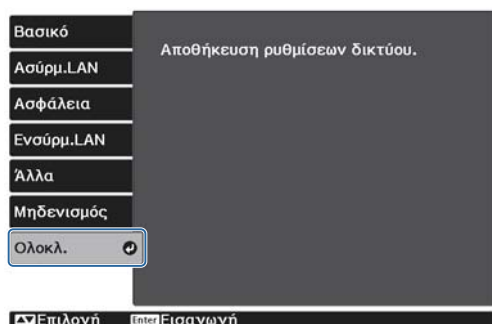 Βασικό
Ασύρμ.LAN
Ασφάλεια
Ενσύρμ.LAN
Άλλα
Μηδενισμός
Ολοκλ.
Αποθήκευση ρυθμίσεων δικτύου.
Επιλογή Enter Εισαγωγή